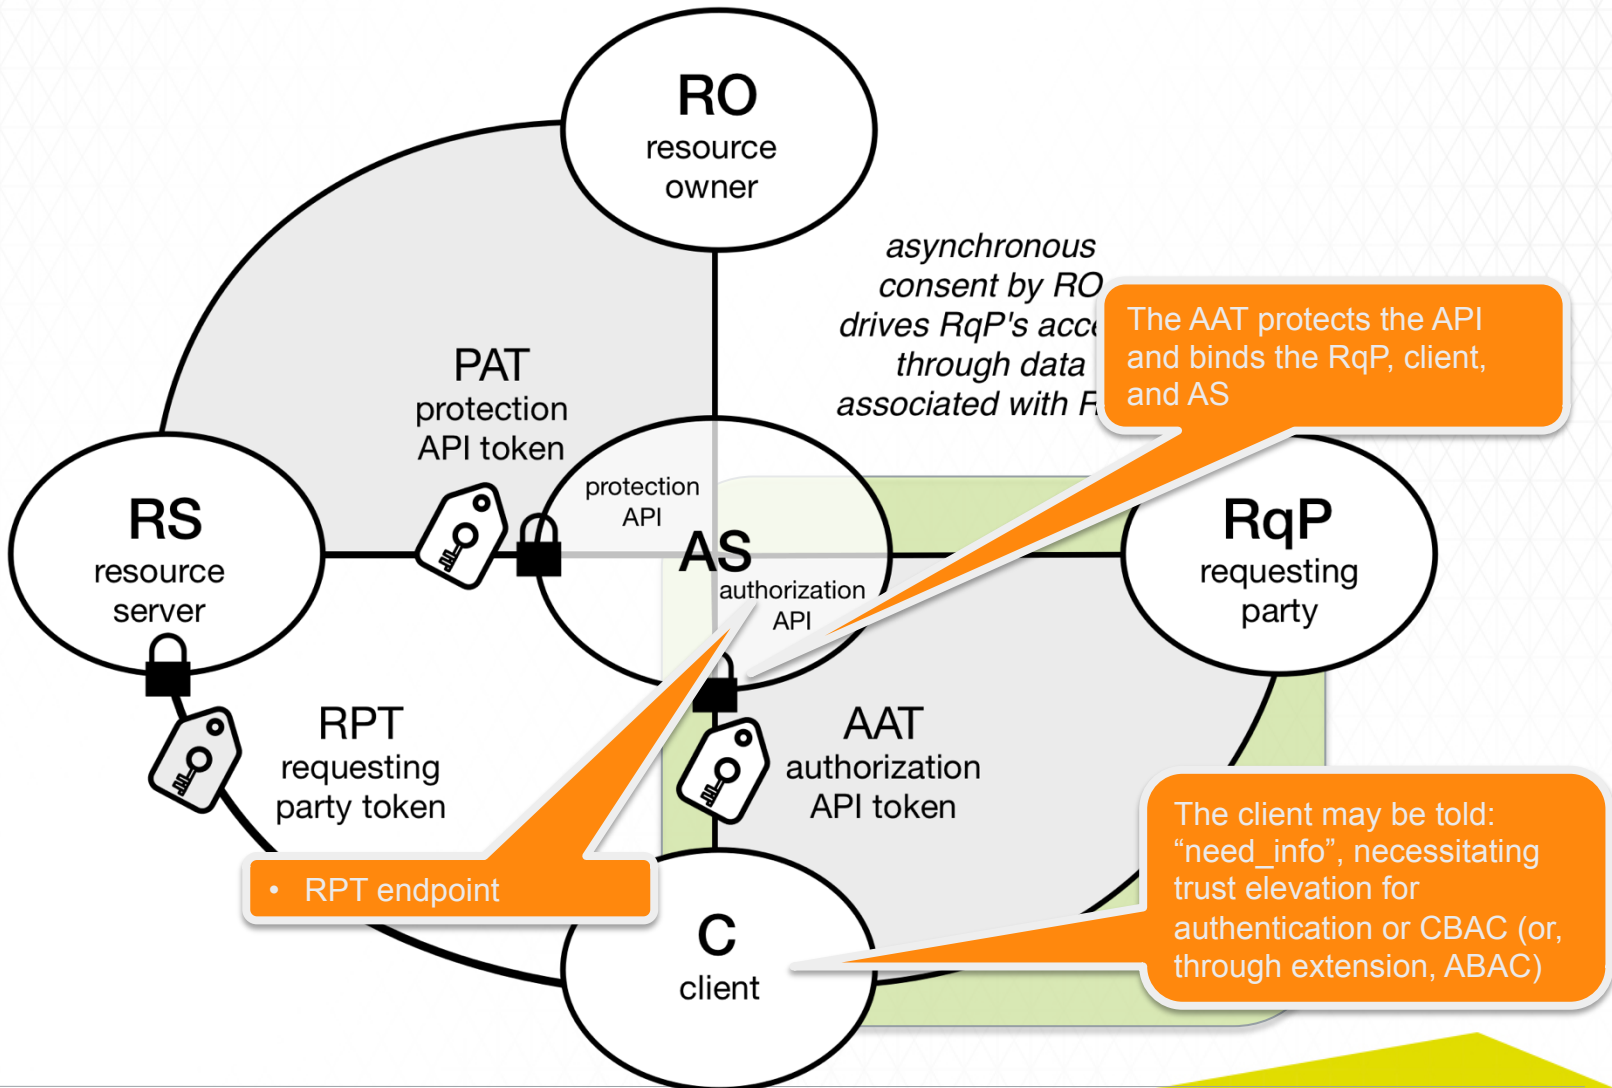 RO
resource
owner
asynchronous
consent by RO
drives RqP's acce
through data
associated with R
The AAT protects the API
and binds the RqP, client,
and AS
PAT
protection
API token
protection
API
RS
resource
server
AS
authorization
API
RqP
requesting
party
RPT
requesting
party token
AAT
authorization
API token
• RPT endpoint
The client may be told:
“need_info”, necessitating
trust elevation for
authentication or CBAC (or,
through extension, ABAC)
C
client